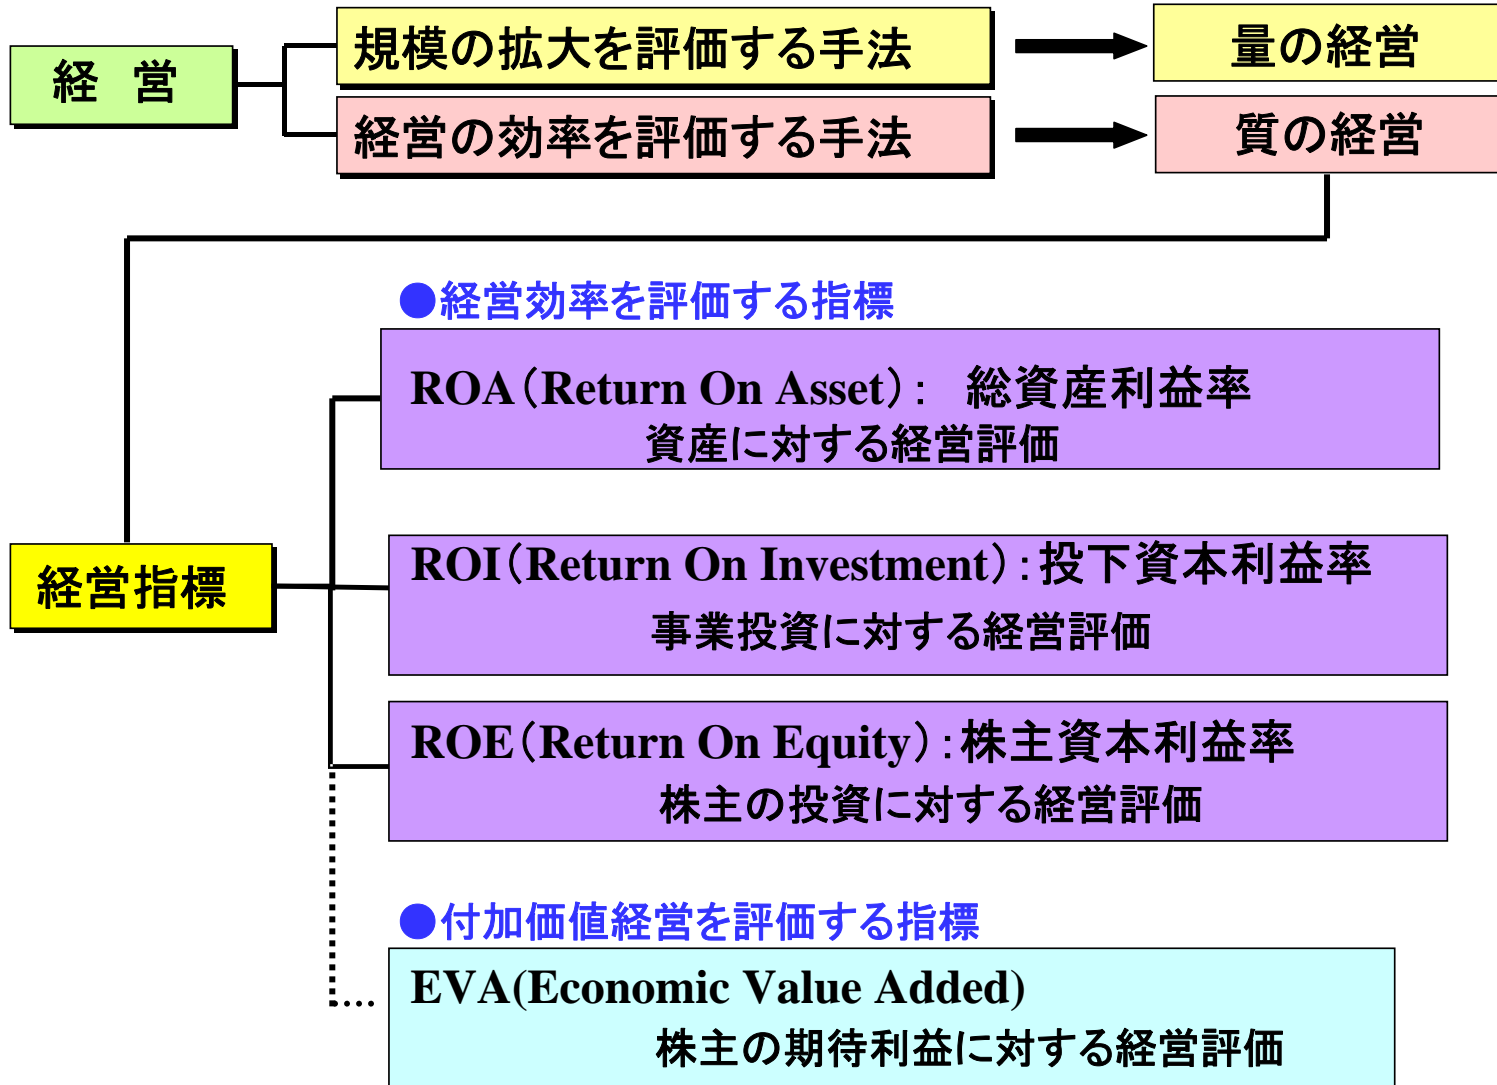 経　営
規模の拡大を評価する手法
量の経営
経営の効率を評価する手法
質の経営
●経営効率を評価する指標
ROA（Return On Asset）：　総資産利益率
資産に対する経営評価
経営指標
ROI（Return On Investment）：投下資本利益率
事業投資に対する経営評価
ROE（Return On Equity）：株主資本利益率
株主の投資に対する経営評価
●付加価値経営を評価する指標
EVA(Economic Value Added)
株主の期待利益に対する経営評価